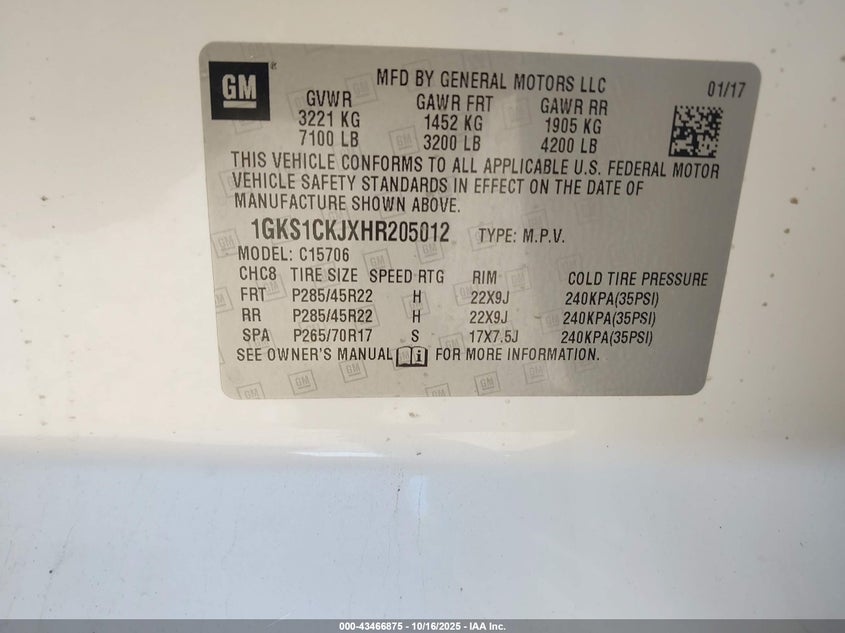 GM
®
MFD BY GENERAL MOTORS LLC
01/17
GVWR GAWR FRT GAWR RR
3221 KG 1452 KG 1905 KG
7100 LB 3200 LB 4200 LB
THIS VEHICLE CONFORMS TO ALL APPLICABLE U.S. FEDERAL MOTOR
VEHICLE SAFETY STANDARDS IN EFFECT ON THE DATE OF
MANUFACTURE SHOWN ABOVE.
1GKS1CKJXHR205012 TYPE: M.P.V.
MODEL: C15706
CHC8 TIRE SIZE SPEED RTG RIM COLD TIRE PRESSURE
FRT P285/45R22 H 22X9J 240KPA(35PSI)
RR P285/45R22 H 22X9J 240KPA(35PSI)
SPA P265/70R17 S 17X7.5J 240KPA(35PSI)
SEE OWNER'S MANUAL i FOR MORE INFORMATION.
000-43466875 - 10/16/2025 - IAA Inc.